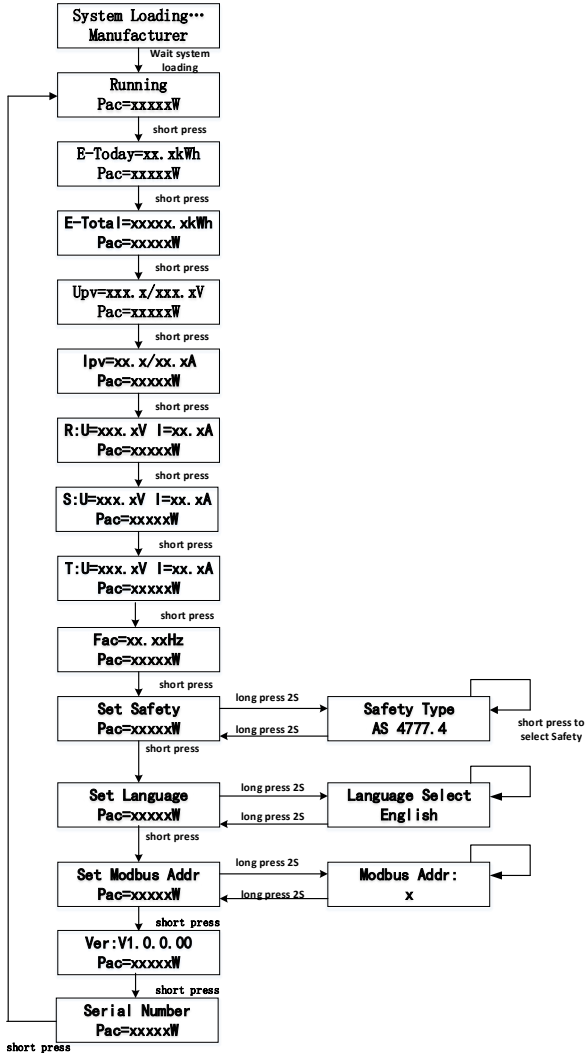 System Loading…
Manufacturer
Wait system
loading
Running
Pac=xxxxxW
short press
E-Today=xx.xkWh
Pac=xxxxxW
short press
E-Total=xxxxx.xkWh
Pac=xxxxxW
short press
Upv=xxx.x/xxx.xV
Pac=xxxxxW
short press
Ipv=xx.x/xx.xA
Pac=xxxxxW
short press
R:U=xxx.xV I=xx.xA
Pac=xxxxxW
short press
S:U=xxx.xV I=xx.xA
Pac=xxxxxW
short press
T:U=xxx.xV I=xx.xA
Pac=xxxxxW
short press
Fac=xx.xxHz
Pac=xxxxxW
short press
Set Safety
Pac=xxxxxW
long press 2S
long press 2S
Safety Type
AS 4777.4
short press to
select Safety
short press
Set Language
Pac=xxxxxW
long press 2S
long press 2S
Language Select
English
short press
Set Modbus Addr
Pac=xxxxxW
long press 2S
long press 2S
Modbus Addr:
x
short press
Ver:V1.0.0.00
Pac=xxxxxW
short press
Serial Number
Pac=xxxxxW
short press